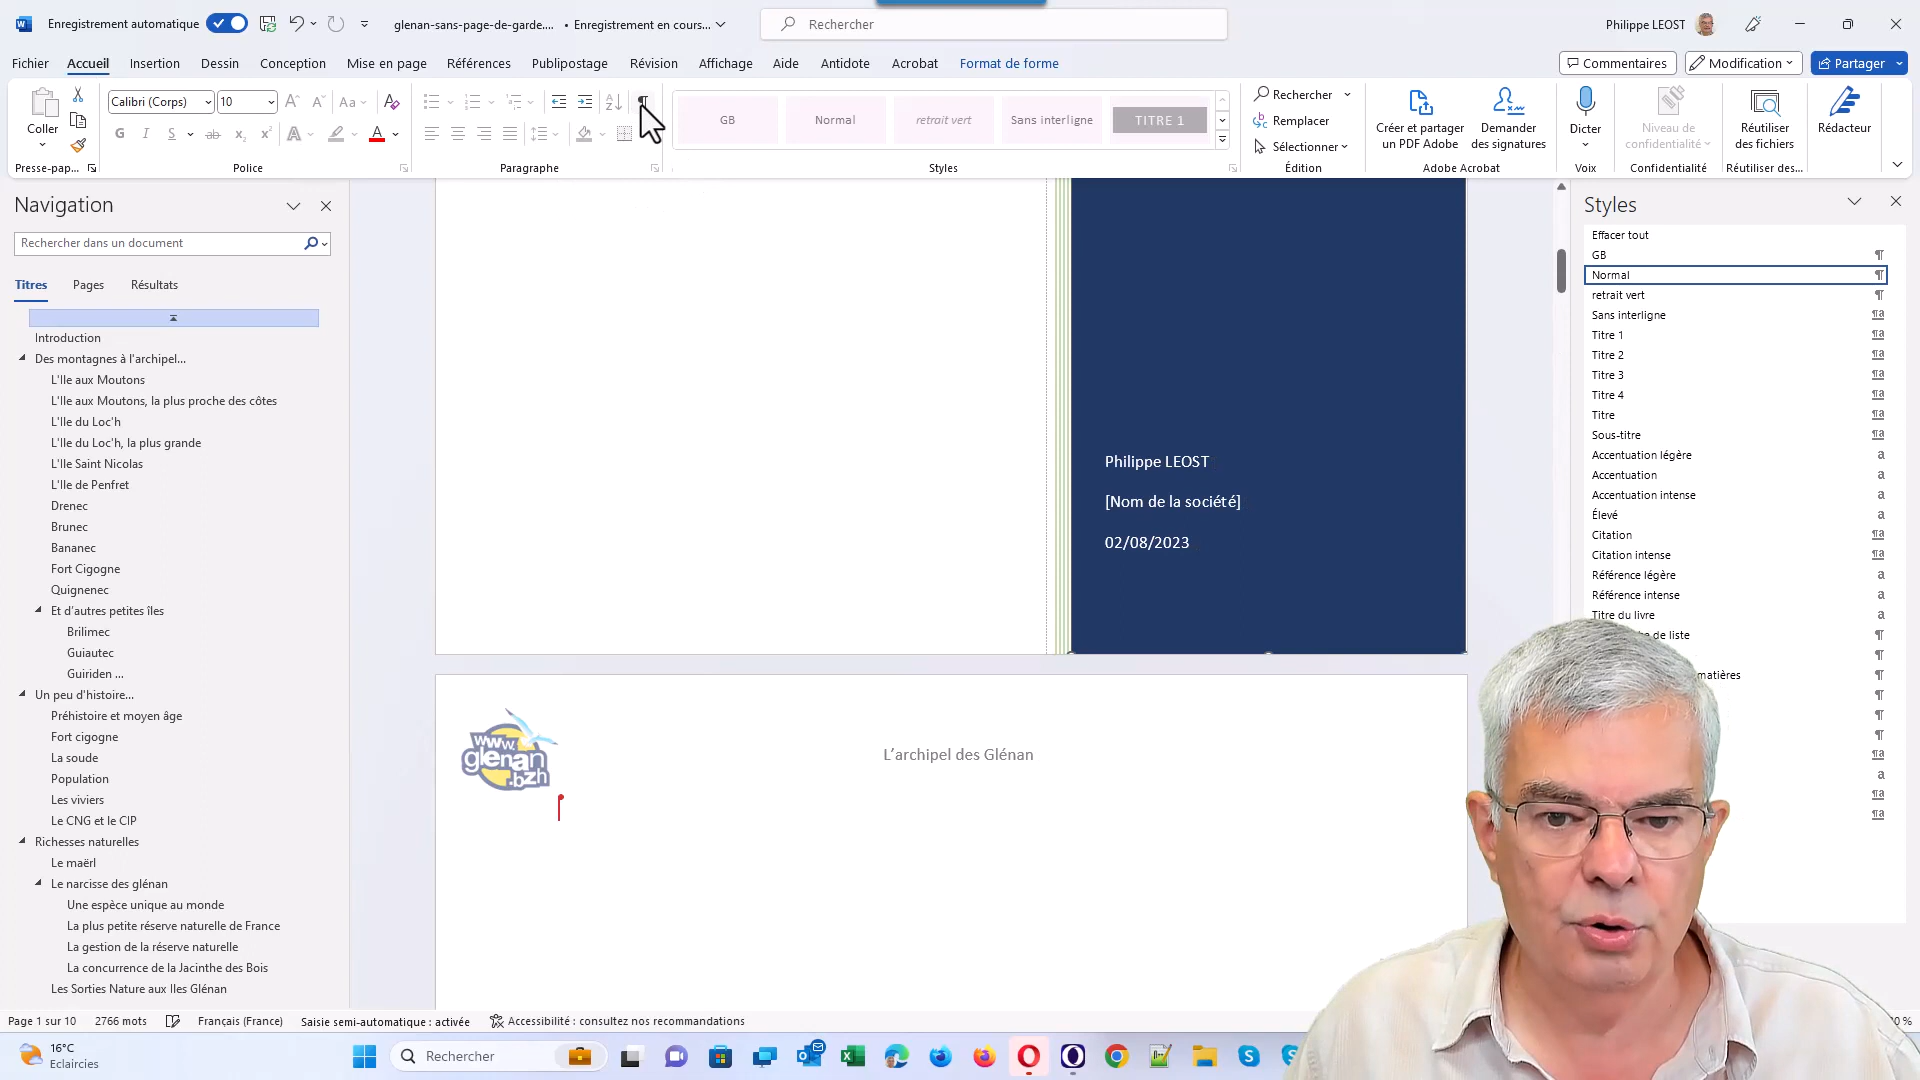 Enregistrement automatique
glenan-sans-page-de-garde.... • Enregistrement en cours...
Rechercher
Philippe LEOST
Fichier Accueil Insertion Dessin Conception Mise en page Références Publipostage Révision Affichage Aide Antidote Acrobat Format de forme
Commentaires Modification Partager
Coller
Presse-pap...
Calibri (Corps) 10
Aa
G I S ab x₂ x² A A
Police
Paragraphe
GB Normal retrait vert Sans interligne TITRE 1
Styles
Rechercher
Remplacer
Sélectionner
Édition
Créer et partager
un PDF Adobe
Demander
des signatures
Adobe Acrobat
Dicter
Voix
Niveau de
confidentialité
Confidentialité
Réutiliser
des fichiers
Réutiliser des...
Rédacteur
Navigation
Rechercher dans un document
Titres Pages Résultats
Introduction
Des montagnes à l'archipel...
L'Ile aux Moutons
L'Ile aux Moutons, la plus proche des côtes
L'Ile du Loc'h
L'Ile du Loc'h, la plus grande
L'Ile Saint Nicolas
L'Ile de Penfret
Drenec
Brunec
Bananec
Fort Cigogne
Quignenec
Et d'autres petites îles
Brilimec
Guiautec
Guiriden ...
Un peu d'histoire...
Préhistoire et moyen âge
Fort cigogne
La soude
Population
Les viviers
Le CNG et le CIP
Richesses naturelles
Le maërl
Le narcisse des glénan
Une espèce unique au monde
La plus petite réserve naturelle de France
La gestion de la réserve naturelle
La concurrence de la Jacinthe des Bois
Les Sorties Nature aux Iles Glénan
Philippe LEOST
[Nom de la société]
02/08/2023
www.
glénan
.bzh
L'archipel des Glénan
Styles
Effacer tout
GB
Normal
retrait vert
Sans interligne
Titre 1
Titre 2
Titre 3
Titre 4
Titre
Sous-titre
Accentuation légère
Accentuation
Accentuation intense
Élevé
Citation
Citation intense
Référence légère
Référence intense
Titre du livre
de liste
matières
Page 1 sur 10 2766 mots Français (France) Saisie semi-automatique : activée Accessibilité : consultez nos recommandations
16°C
Eclaircies
Rechercher